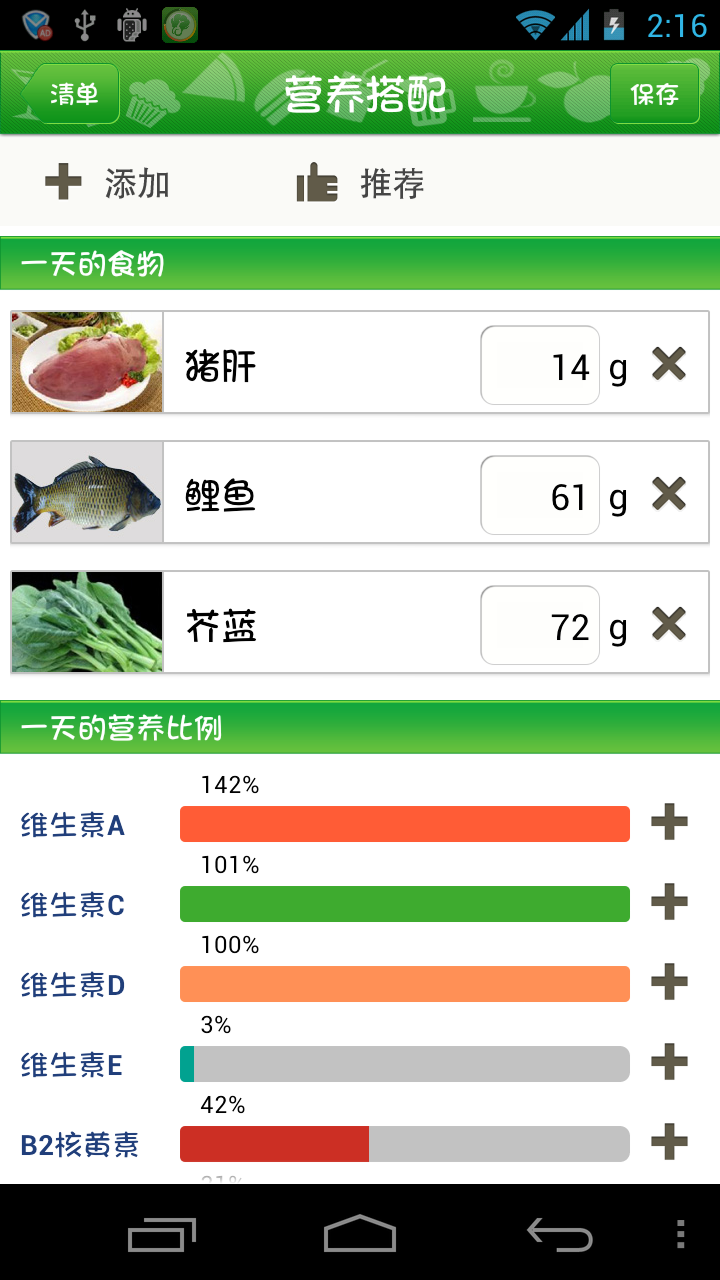 2:16
清单 营养搭配 保存
添加 推荐
一天的食物
猪肝 14 g
鲤鱼 61 g
芥蓝 72 g
一天的营养比例
142%
维生素A
101%
维生素C
100%
维生素D
3%
维生素E
42%
B2核黄素